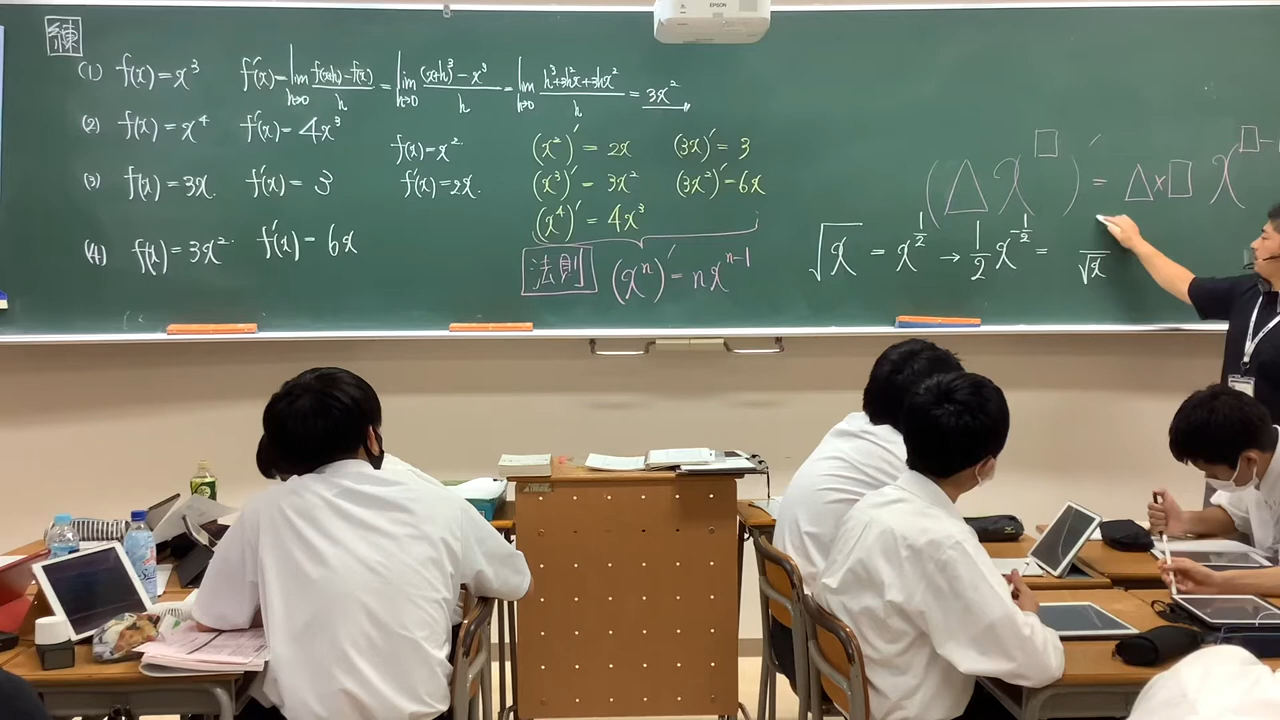 EPSON
練
(1) f(x)=x³ f'(x)=lim h→0 f(x+h)-f(x)/h = lim h→0 (x+h)³-x³/h = lim h→0 h³+3h²x+3hx²/h = 3x²
(2) f(x)=x⁴ f'(x)=4x³
(3) f(x)=3x. f'(x)=3
(4) f(x)=3x². f'(x)=6x
f(x)=x².
f'(x)=2x.
(x²)'=2x (3x)'=3
(x³)'=3x² (3x²)'=6x
(x⁴)'=4x³
法則 (xⁿ)'=nxⁿ⁻¹
(△x^□)' = △×□ x^□-
√x = x^1/2 → 1/2 x^-1/2 = √x